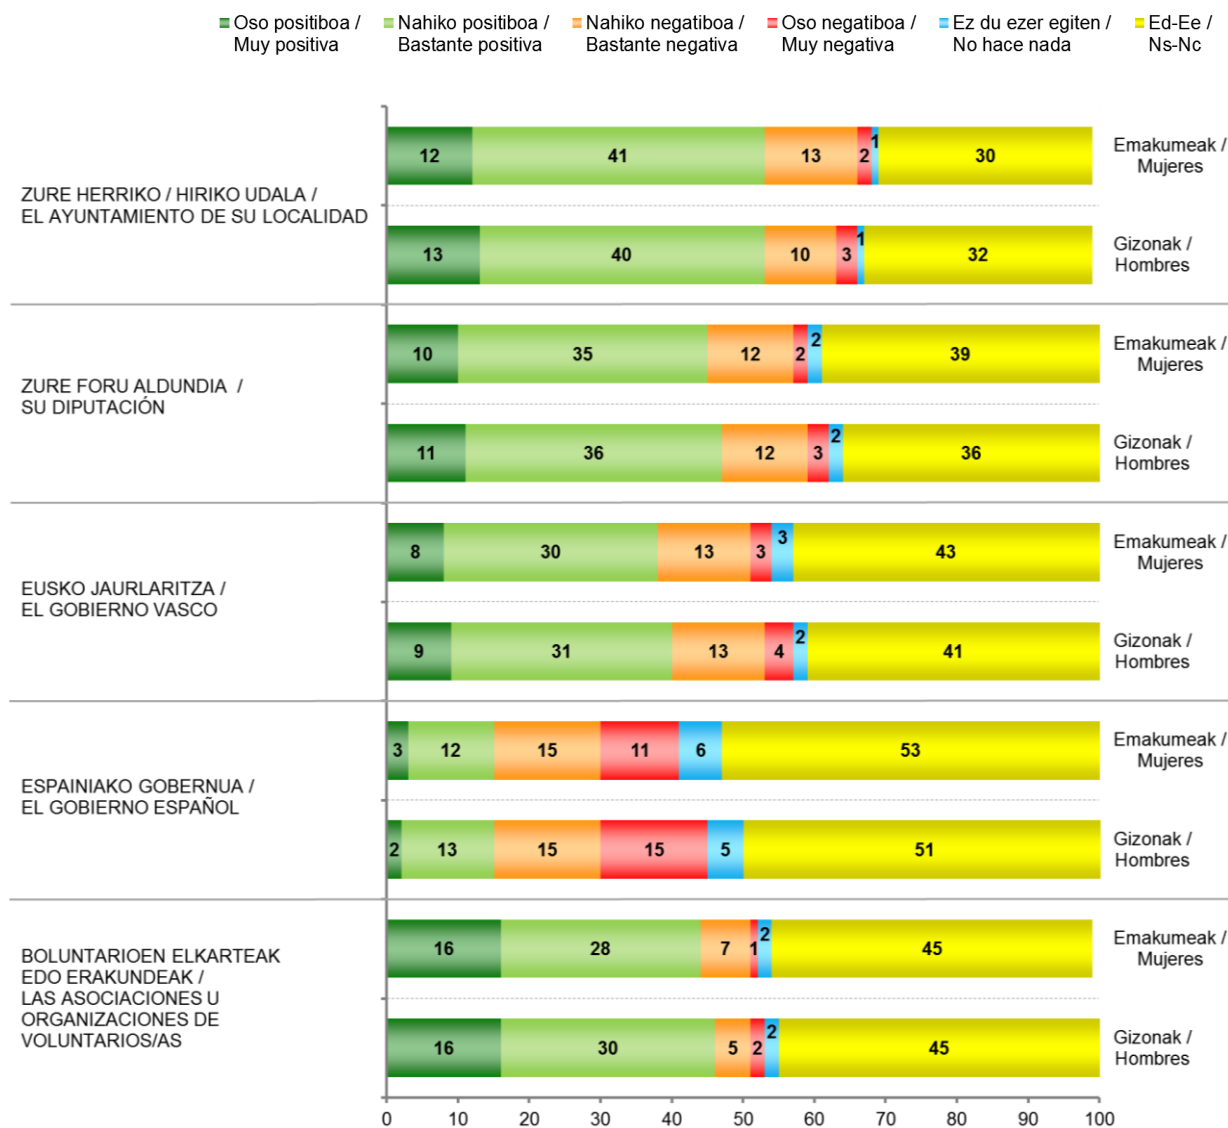 Oso positiboa /
Muy positiva
Nahiko positiboa /
Bastante positiva
Nahiko negatiboa /
Bastante negativa
Oso negatiboa /
Muy negativa
Ez du ezer egiten /
No hace nada
Ed-Ee /
Ns-Nc
ZURE HERRIKO / HIRIKO UDALA /
EL AYUNTAMIENTO DE SU LOCALIDAD
12 41 13 2 1 30
Emakumeak /
Mujeres
13 40 10 3 1 32
Gizonak /
Hombres
ZURE FORU ALDUNDIA /
SU DIPUTACIÓN
10 35 12 2 2 39
Emakumeak /
Mujeres
11 36 12 3 2 36
Gizonak /
Hombres
EUSKO JAURLARITZA /
EL GOBIERNO VASCO
8 30 13 3 3 43
Emakumeak /
Mujeres
9 31 13 4 2 41
Gizonak /
Hombres
ESPAINIAKO GOBERNUA /
EL GOBIERNO ESPAÑOL
3 12 15 11 6 53
Emakumeak /
Mujeres
2 13 15 15 5 51
Gizonak /
Hombres
BOLUNTARIOEN ELKARTEAK
EDO ERAKUNDEAK /
LAS ASOCIACIONES U
ORGANIZACIONES DE
VOLUNTARIOS/AS
16 28 7 1 2 45
Emakumeak /
Mujeres
16 30 5 2 2 45
Gizonak /
Hombres
0 10 20 30 40 50 60 70 80 90 100